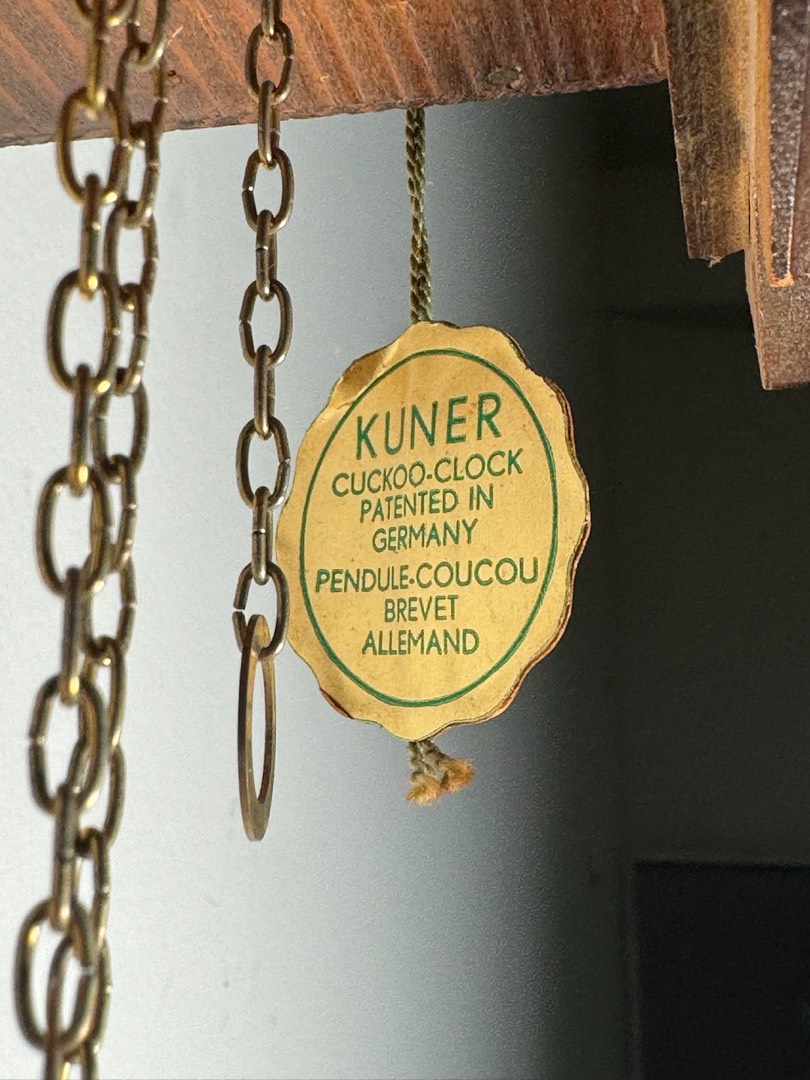 KUNER
CUCKOO-CLOCK
PATENTED IN
GERMANY
PENDULE-COUCOU
BREVET
ALLEMAND